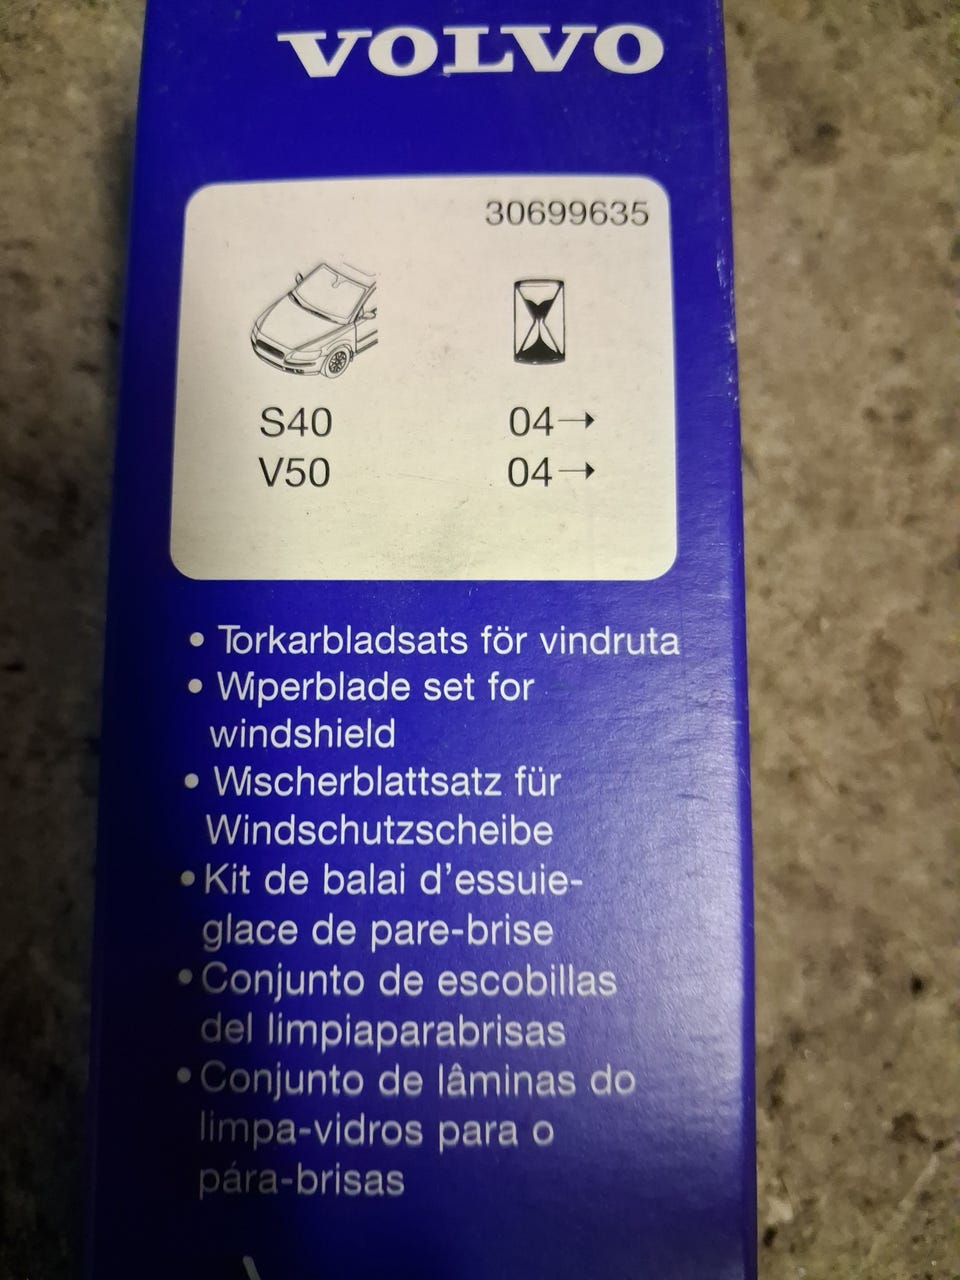 VOLVO
30699635
S40 04→
V50 04→
• Torkarbladsats för vindruta
• Wiperblade set for
windshield
• Wischerblattsatz für
Windschutzscheibe
• Kit de balai d'essuie-
glace de pare-brise
• Conjunto de escobillas
del limpiaparabrisas
• Conjunto de lâminas do
limpa-vidros para o
pára-brisas